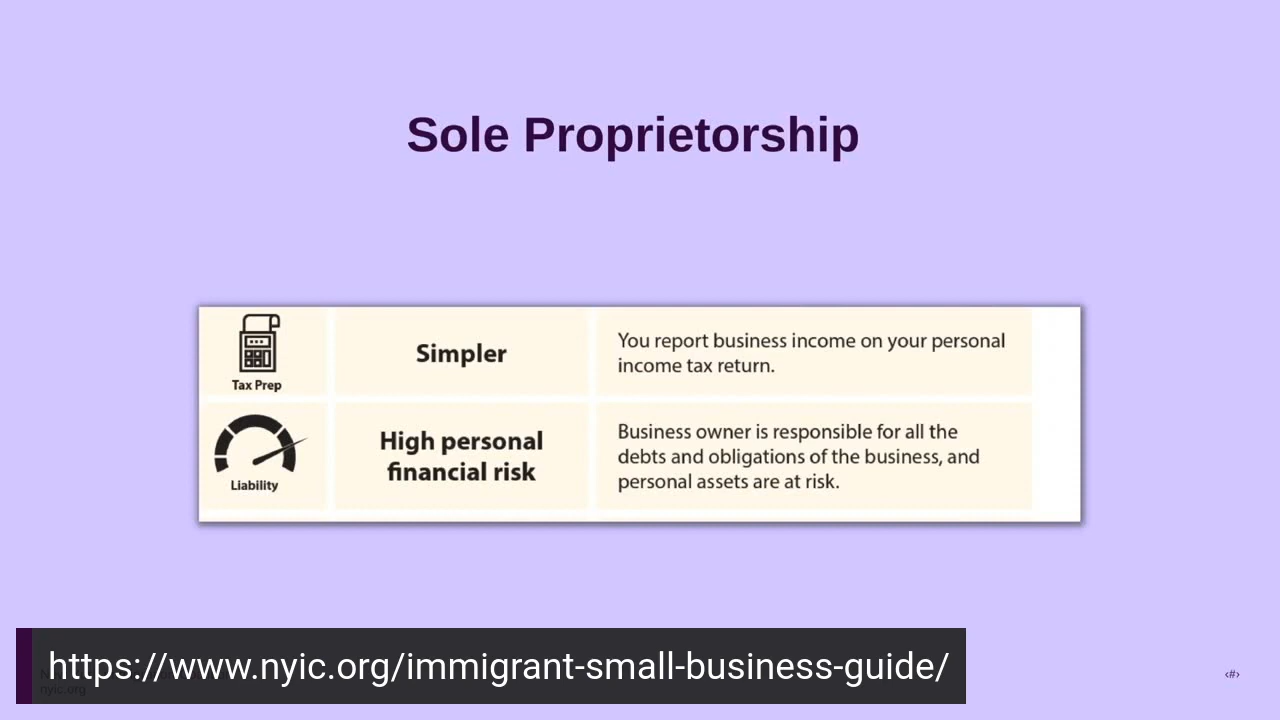 Sole Proprietorship
Tax Prep
Simpler
You report business income on your personal
income tax return.
Liability
High personal
financial risk
Business owner is responsible for all the
debts and obligations of the business, and
personal assets are at risk.
https://www.nyic.org/immigrant-small-business-guide/
nyic.org
‹#›